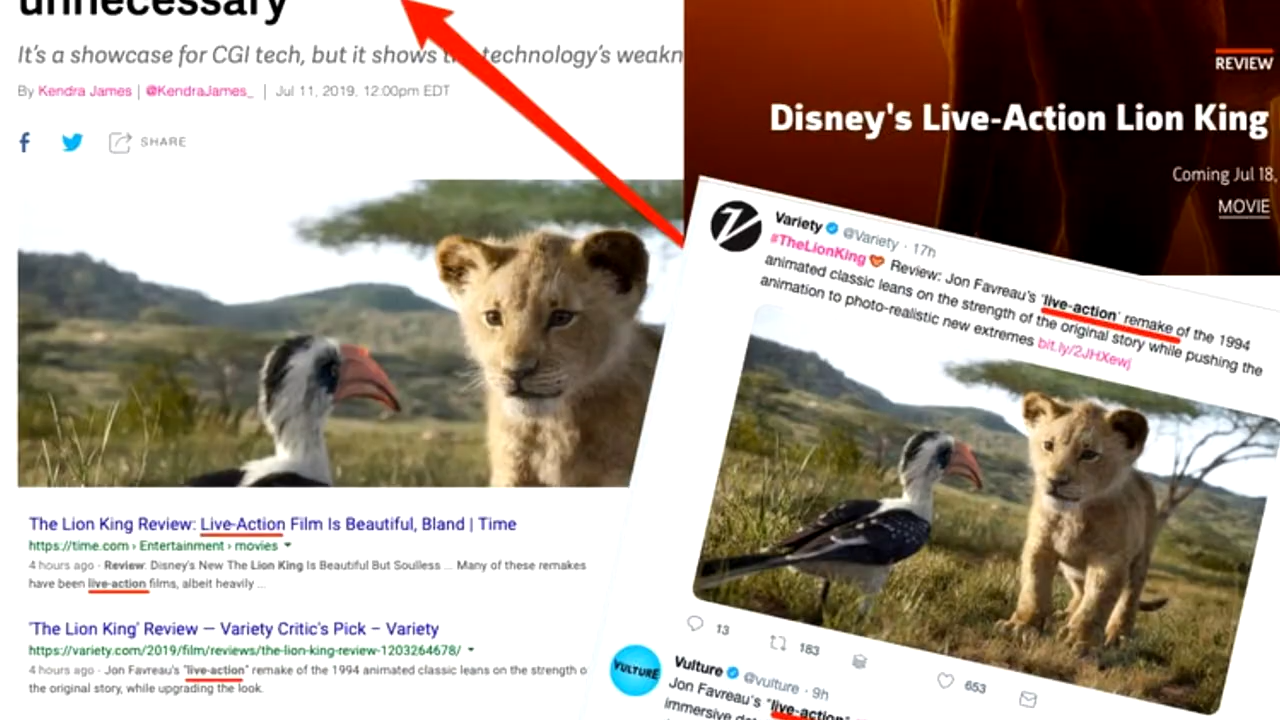 unnecessary
It's a showcase for CGI tech, but it shows technology's weakn
By Kendra James | @KendraJames_ | Jul 11, 2019, 12:00pm EDT
SHARE
The Lion King Review: Live-Action Film Is Beautiful, Bland | Time
https://time.com › Entertainment › movies
4 hours ago - Review: Disney's New The Lion King Is Beautiful But Soulless ... Many of these remakes
have been live-action films, albeit heavily ...
'The Lion King' Review – Variety Critic's Pick – Variety
https://variety.com/2019/film/reviews/the-lion-king-review-1203264678/
4 hours ago - Jon Favreau's "live-action" remake of the 1994 animated classic leans on the strength o
the original story, while upgrading the look.
REVIEW
Disney's Live-Action Lion King
Coming Jul 18,
MOVIE
Variety @Variety · 17h
#TheLionKing Review: Jon Favreau's 'live-action' remake of the 1994
animated classic leans on the strength of the original story while pushing the
animation to photo-realistic new extremes bit.ly/2JHXewj
13
183
653
VULTURE
Vulture @vulture · 9h
Jon Favreau's "live-action"
immersive